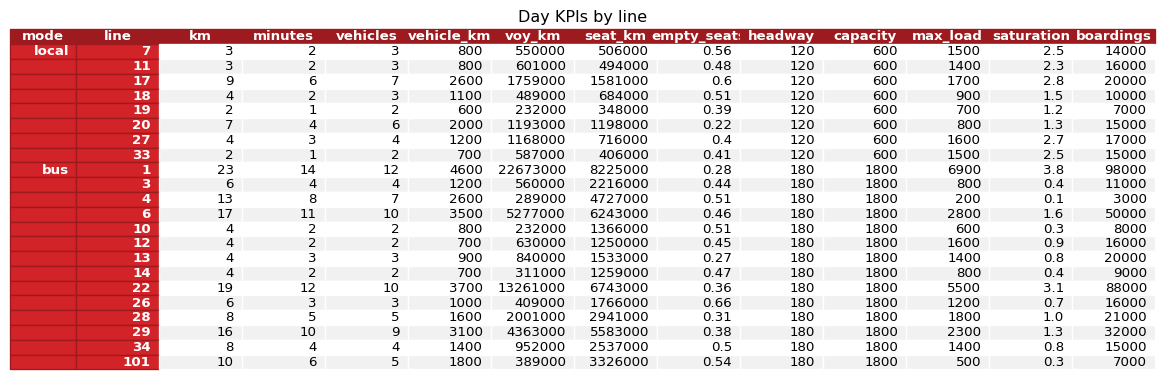 Day KPIs by line
mode line km minutes vehicles vehicle_km voy_km seat_km empty_seats headway capacity max_load saturation boardings
local 7 3 2 3 800 550000 506000 0.56 120 600 1500 2.5 14000
11 3 2 3 800 601000 494000 0.48 120 600 1400 2.3 16000
17 9 6 7 2600 1759000 1581000 0.6 120 600 1700 2.8 20000
18 4 2 3 1100 489000 684000 0.51 120 600 900 1.5 10000
19 2 1 2 600 232000 348000 0.39 120 600 700 1.2 7000
20 7 4 6 2000 1193000 1198000 0.22 120 600 800 1.3 15000
27 4 3 4 1200 1168000 716000 0.4 120 600 1600 2.7 17000
33 2 1 2 700 587000 406000 0.41 120 600 1500 2.5 15000
bus 1 23 14 12 4600 22673000 8225000 0.28 180 1800 6900 3.8 98000
3 6 4 4 1200 560000 2216000 0.44 180 1800 800 0.4 11000
4 13 8 7 2600 289000 4727000 0.51 180 1800 200 0.1 3000
6 17 11 10 3500 5277000 6243000 0.46 180 1800 2800 1.6 50000
10 4 2 2 800 232000 1366000 0.51 180 1800 600 0.3 8000
12 4 2 2 700 630000 1250000 0.45 180 1800 1600 0.9 16000
13 4 3 3 900 840000 1533000 0.27 180 1800 1400 0.8 20000
14 4 2 2 700 311000 1259000 0.47 180 1800 800 0.4 9000
22 19 12 10 3700 13261000 6743000 0.36 180 1800 5500 3.1 88000
26 6 3 3 1000 409000 1766000 0.66 180 1800 1200 0.7 16000
28 8 5 5 1600 2001000 2941000 0.31 180 1800 1800 1.0 21000
29 16 10 9 3100 4363000 5583000 0.38 180 1800 2300 1.3 32000
34 8 4 4 1400 952000 2537000 0.5 180 1800 1400 0.8 15000
101 10 6 5 1800 389000 3326000 0.54 180 1800 500 0.3 7000